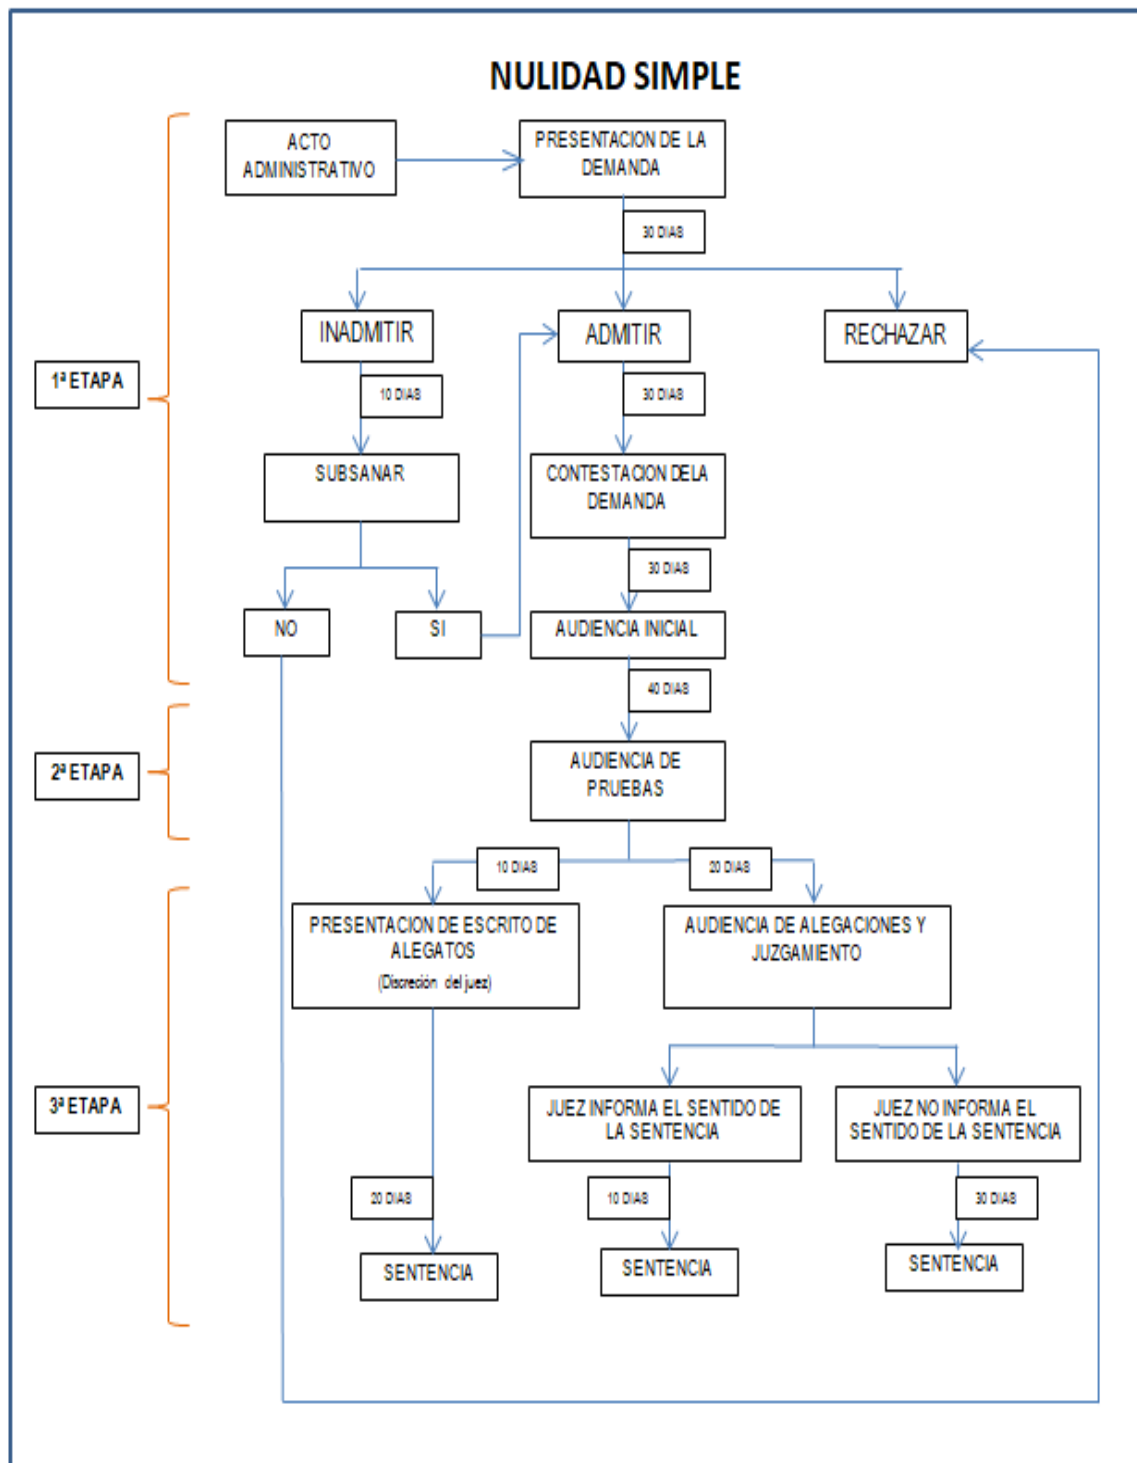 NULIDAD SIMPLE
ACTO
ADMINISTRATIVO
PRESENTACION DE LA
DEMANDA
30 DIAS
INADMITIR
ADMITIR
RECHAZAR
1ª ETAPA
10 DIAS
30 DIAS
SUBSANAR
CONTESTACION DELA
DEMANDA
30 DIAS
NO
SI
AUDIENCIA INICIAL
40 DIAS
2ª ETAPA
AUDIENCIA DE
PRUEBAS
10 DIAS
20 DIAS
PRESENTACION DE ESCRITO DE
ALEGATOS
(Discreción del juez)
AUDIENCIA DE ALEGACIONES Y
JUZGAMIENTO
3ª ETAPA
JUEZ INFORMA EL SENTIDO DE
LA SENTENCIA
JUEZ NO INFORMA EL
SENTIDO DE LA SENTENCIA
20 DIAS
10 DIAS
30 DIAS
SENTENCIA
SENTENCIA
SENTENCIA